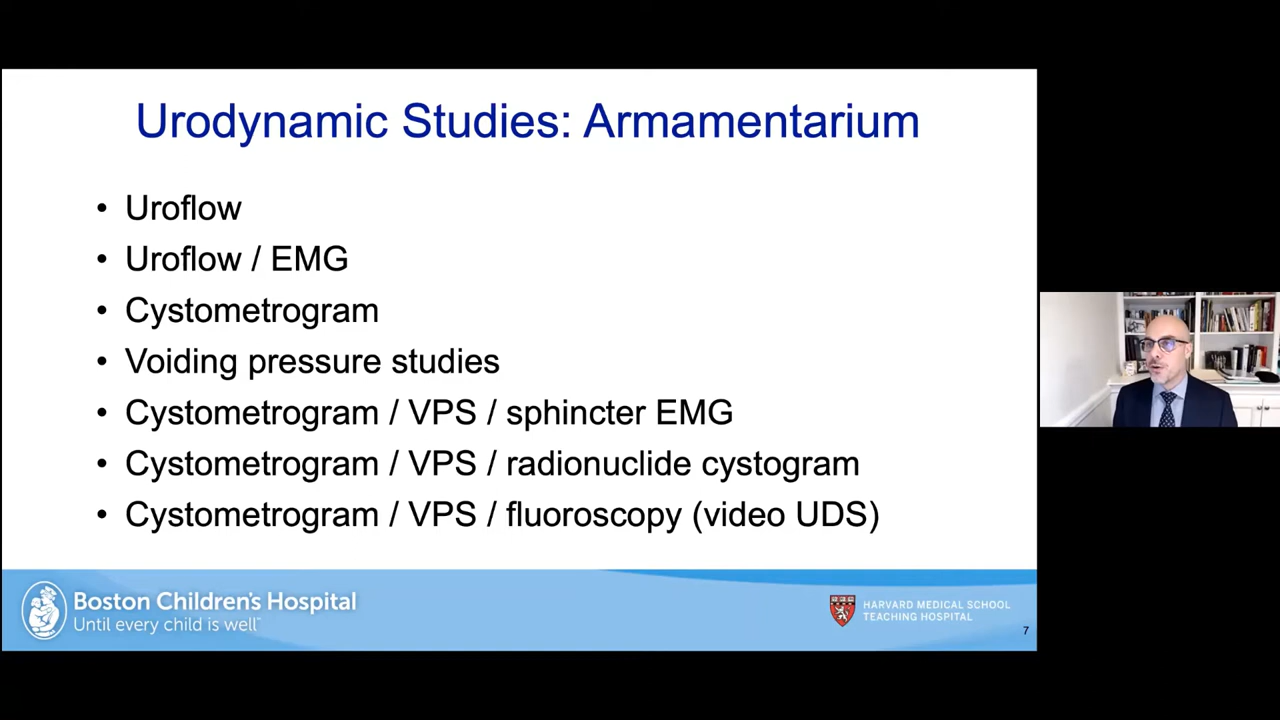 Urodynamic Studies: Armamentarium
• Uroflow
• Uroflow / EMG
• Cystometrogram
• Voiding pressure studies
• Cystometrogram / VPS / sphincter EMG
• Cystometrogram / VPS / radionuclide cystogram
• Cystometrogram / VPS / fluoroscopy (video UDS)
Boston Children's Hospital
Until every child is well™
HARVARD MEDICAL SCHOOL
TEACHING HOSPITAL
7